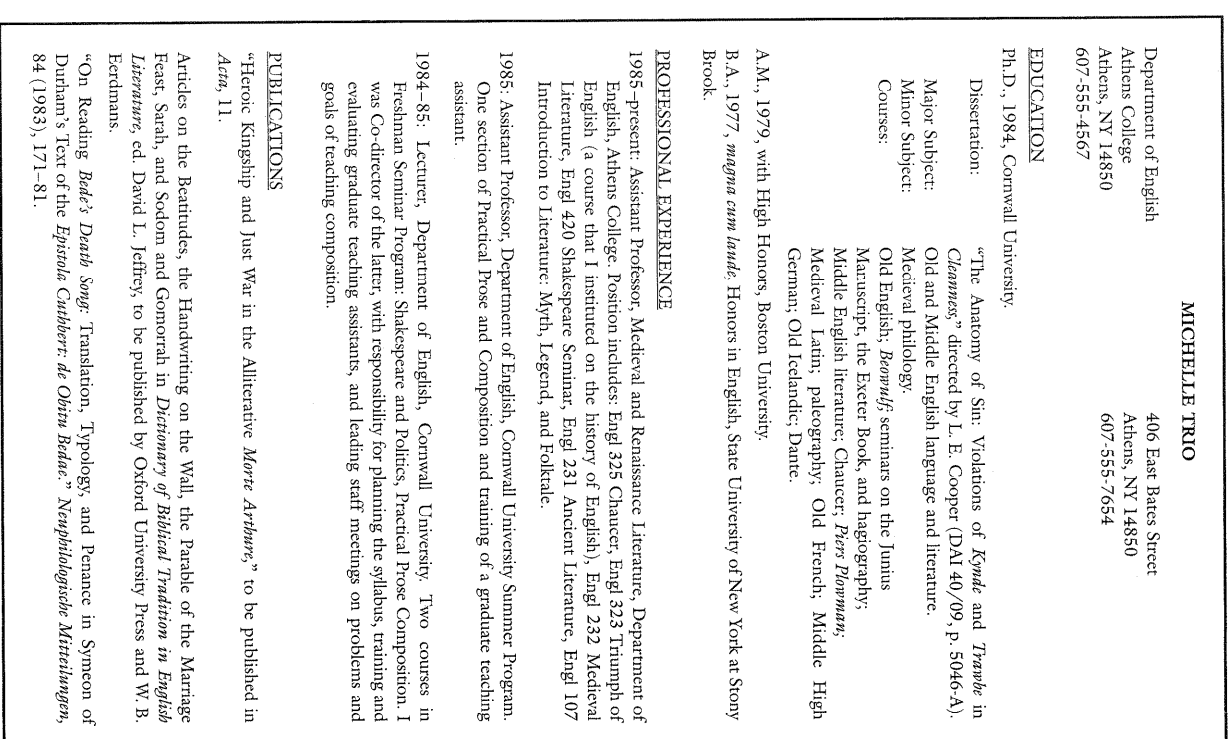 MICHELLE TRIO
Department of English 406 East Bates Street
Athens College Athens, NY 14850
Athens, NY 14850 607-555-7654
607-555-4567
EDUCATION
Ph.D., 1984, Cornwall University.
Dissertation: “The Anatomy of Sin: Violations of Kynde and Trawbe in
Cleanness,” directed by L. E. Cooper (DAI 40/09, p. 5046-A).
Major Subject: Old and Middle English language and literature.
Minor Subject: Medieval philology.
Courses: Old English; Beowulf; seminars on the Junius
Manuscript, the Exeter Book, and hagiography;
Middle English literature; Chaucer; Piers Plowman;
Medieval Latin; paleography; Old French; Middle High
German; Old Icelandic; Dante.
A.M., 1979, with High Honors, Boston University.
B.A., 1977, magna cum laude, Honors in English, State University of New York at Stony
Brook.
PROFESSIONAL EXPERIENCE
1985–present: Assistant Professor, Medieval and Renaissance Literature, Department of
English, Athens College. Position includes: Engl 325 Chaucer, Engl 323 Triumph of
English (a course that I instituted on the history of English), Engl 232 Medieval
Literature, Engl 420 Shakespeare Seminar, Engl 231 Ancient Literature, Engl 107
Introduction to Literature: Myth, Legend, and Folktale.
1985: Assistant Professor, Department of English, Cornwall University Summer Program.
One section of Practical Prose and Composition and training of a graduate teaching
assistant.
1984–85: Lecturer, Department of English, Cornwall University. Two courses in
Freshman Seminar Program: Shakespeare and Politics, Practical Prose Composition. I
was Co-director of the latter, with responsibility for planning the syllabus, training and
evaluating graduate teaching assistants, and leading staff meetings on problems and
goals of teaching composition.
PUBLICATIONS
“Heroic Kingship and Just War in the Alliterative Morte Arthure,” to be published in
Acta, 11.
Articles on the Beatitudes, the Handwriting on the Wall, the Parable of the Marriage
Feast, Sarah, and Sodom and Gomorrah in Dictionary of Biblical Tradition in English
Literature, ed. David L. Jeffrey, to be published by Oxford University Press and W. B.
Eerdmans.
“On Reading Bede's Death Song: Translation, Typology, and Penance in Symeon of
Durham's Text of the Epistola Cuthbert: de Obitu Bedae.” Neuphilologische Mitteilungen,
84 (1983), 171–81.